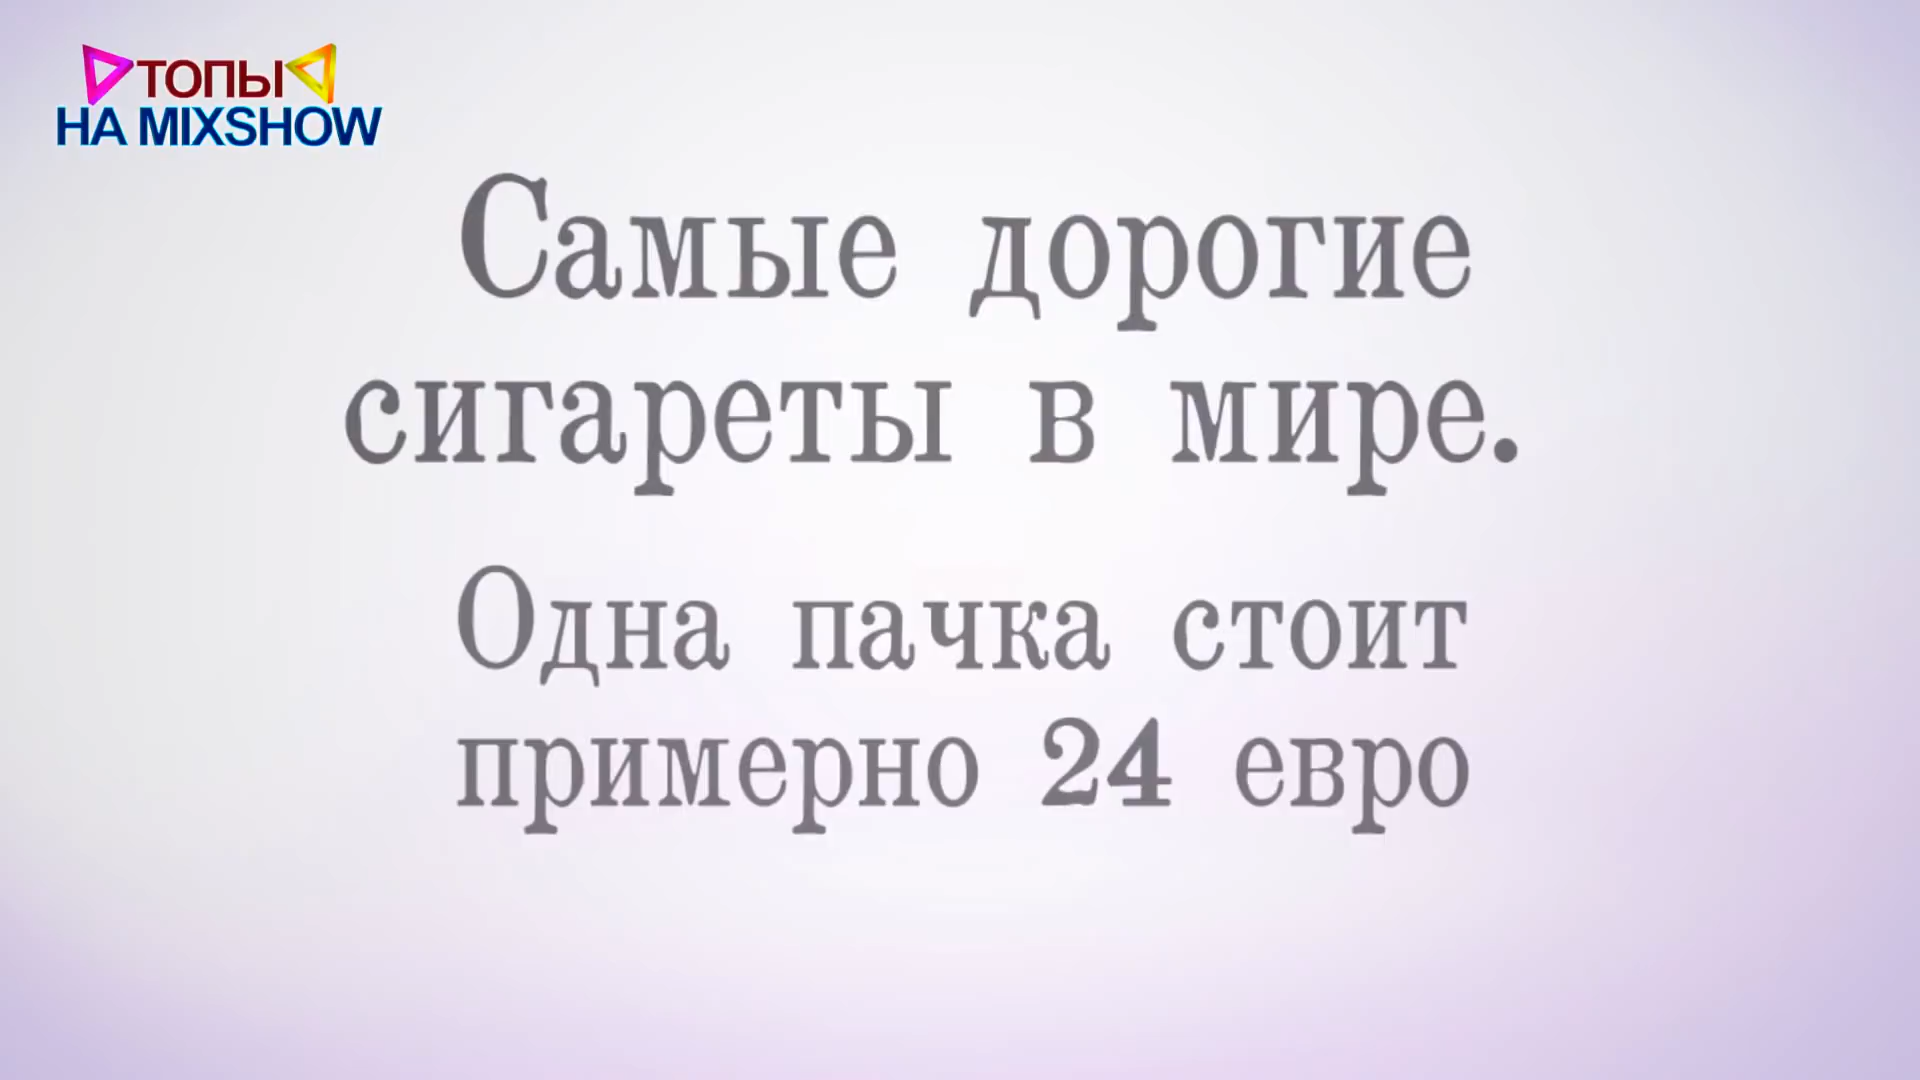 ТОПЫ
НА MIXSHOW
Самые дорогие
сигареты в мире.
Одна пачка стоит
примерно 24 евро